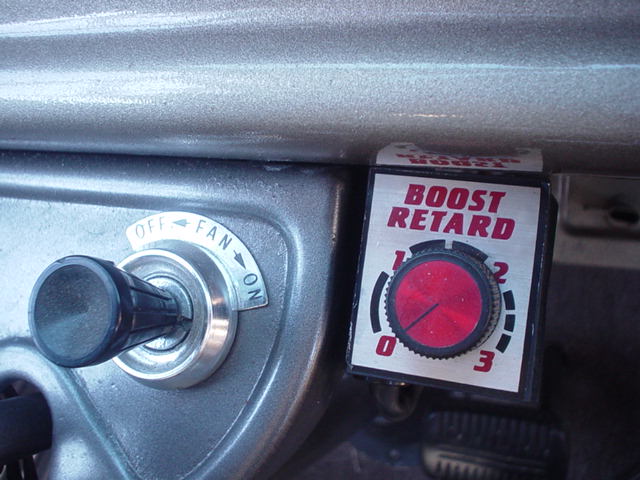 OFF FAN ON
BOOST
RETARD
1 2
0 3